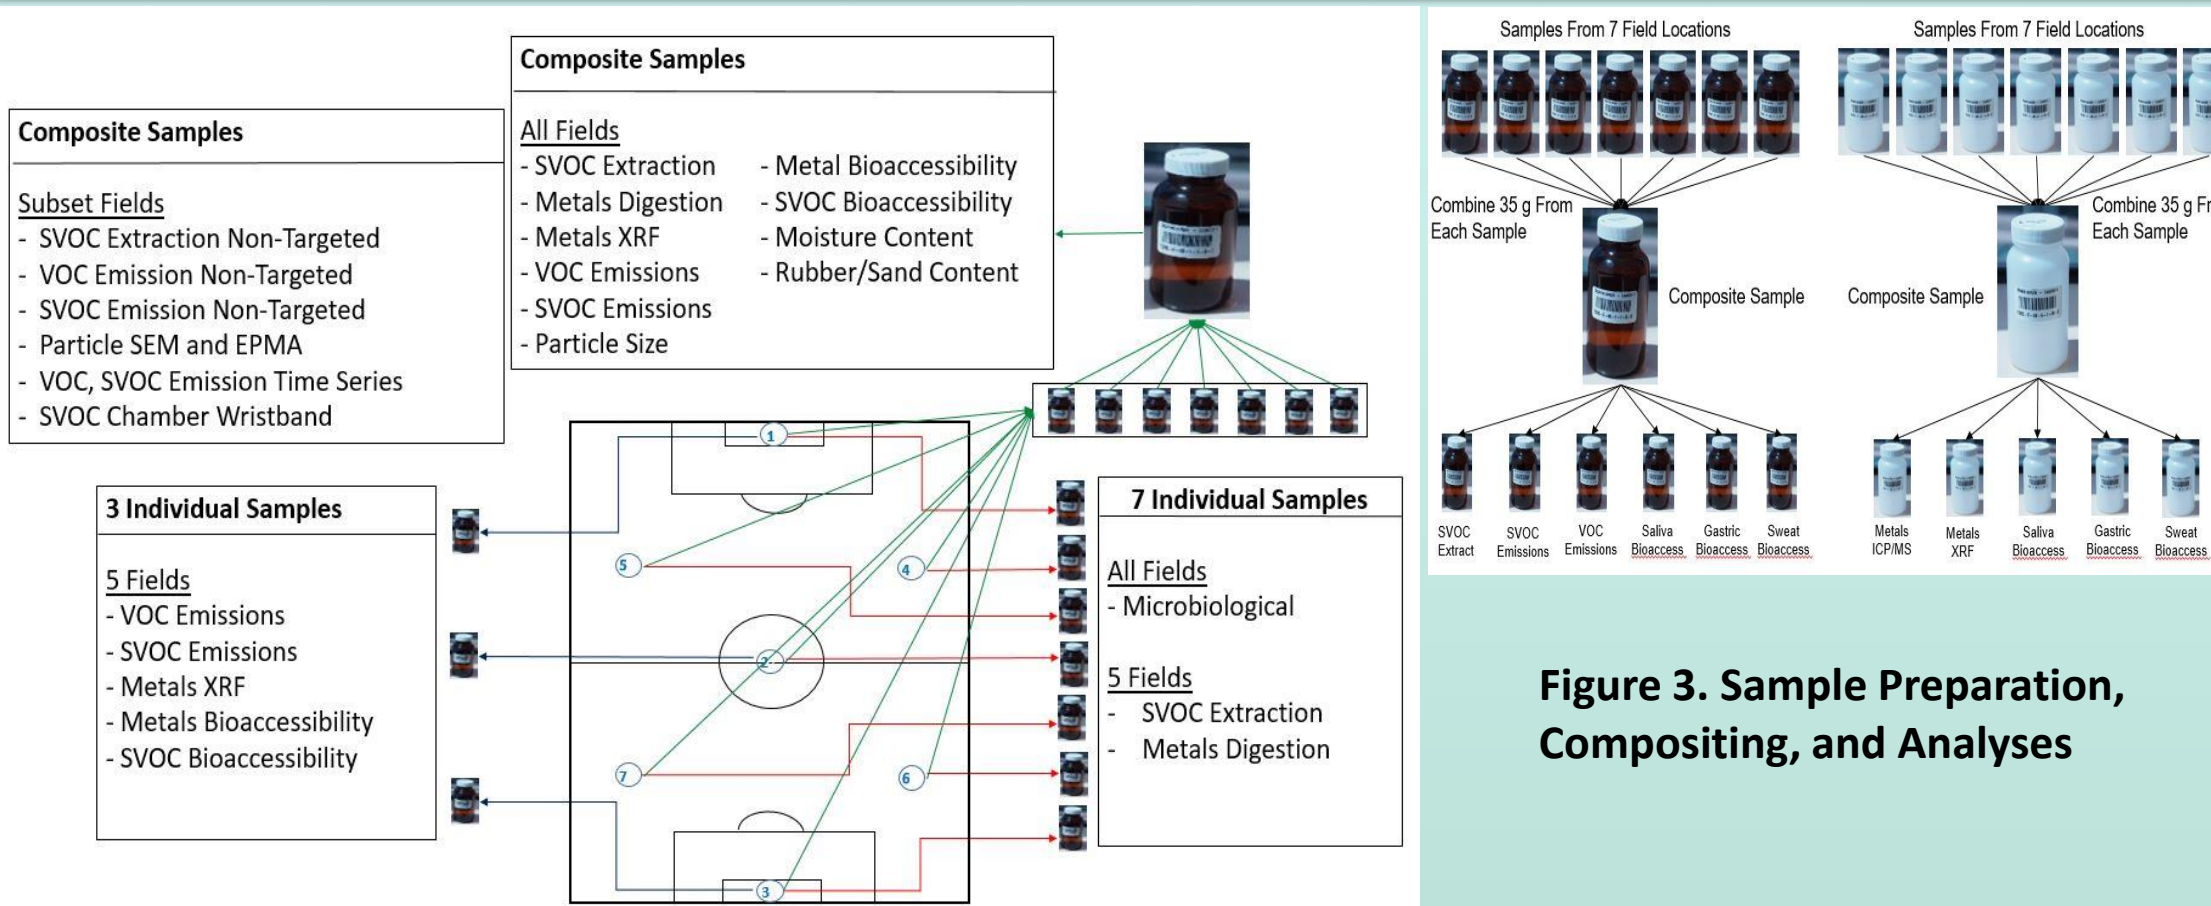 Composite Samples
Subset Fields
- SVOC Extraction Non-Targeted
- VOC Emission Non-Targeted
- SVOC Emission Non-Targeted
- Particle SEM and EPMA
- VOC, SVOC Emission Time Series
- SVOC Chamber Wristband
Composite Samples
All Fields
- SVOC Extraction
- Metals Digestion
- Metals XRF
- VOC Emissions
- SVOC Emissions
- Particle Size
- Metal Bioaccessibility
- SVOC Bioaccessibility
- Moisture Content
- Rubber/Sand Content
3 Individual Samples
5 Fields
- VOC Emissions
- SVOC Emissions
- Metals XRF
- Metals Bioaccessibility
- SVOC Bioaccessibility
1
5
4
2
7
6
3
7 Individual Samples
All Fields
- Microbiological
5 Fields
- SVOC Extraction
- Metals Digestion
Samples From 7 Field Locations
Combine 35 g From
Each Sample
Composite Sample
SVOC
Extract
SVOC
Emissions
VOC
Emissions
Saliva
Bioaccess
Gastric
Bioaccess
Sweat
Bioaccess
Samples From 7 Field Locations
Combine 35 g Fr
Each Sample
Composite Sample
Metals
ICP/MS
Metals
XRF
Saliva
Bioaccess
Gastric
Bioaccess
Sweat
Bioaccess
Figure 3. Sample Preparation,
Compositing, and Analyses